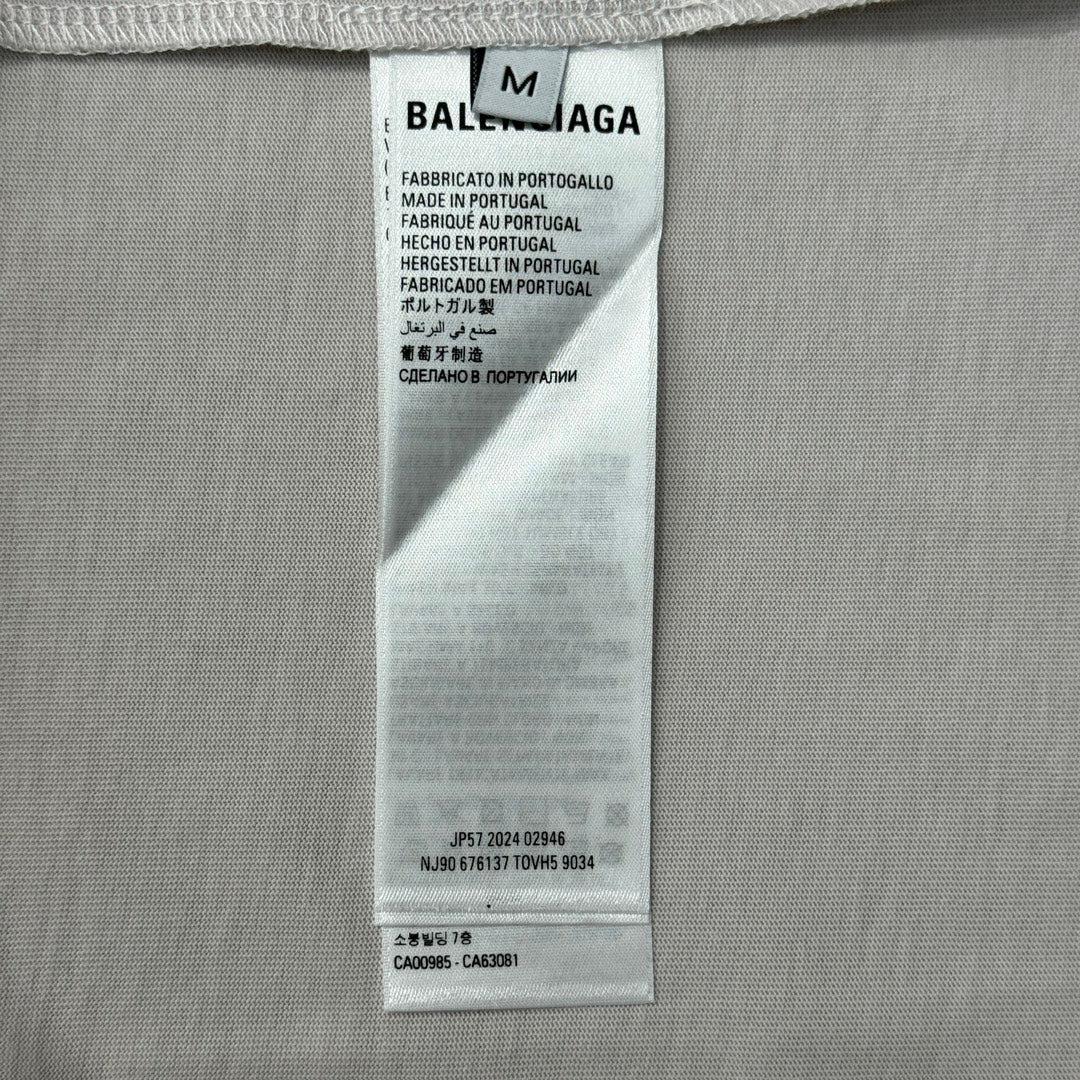 M
BALENCIAGA
FABBRICATO IN PORTOGALLO
MADE IN PORTUGAL
FABRIQUÉ AU PORTUGAL
HECHO EN PORTUGAL
HERGESTELLT IN PORTUGAL
FABRICADO EM PORTUGAL
ポルトガル製
صنع في البرتغال
葡萄牙制造
СДЕЛАНО В ПОРТУГАЛИИ
JP57 2024 02946
NJ90 676137 TOVH5 9034
소봉빌딩 7층
CA00985 - CA63081